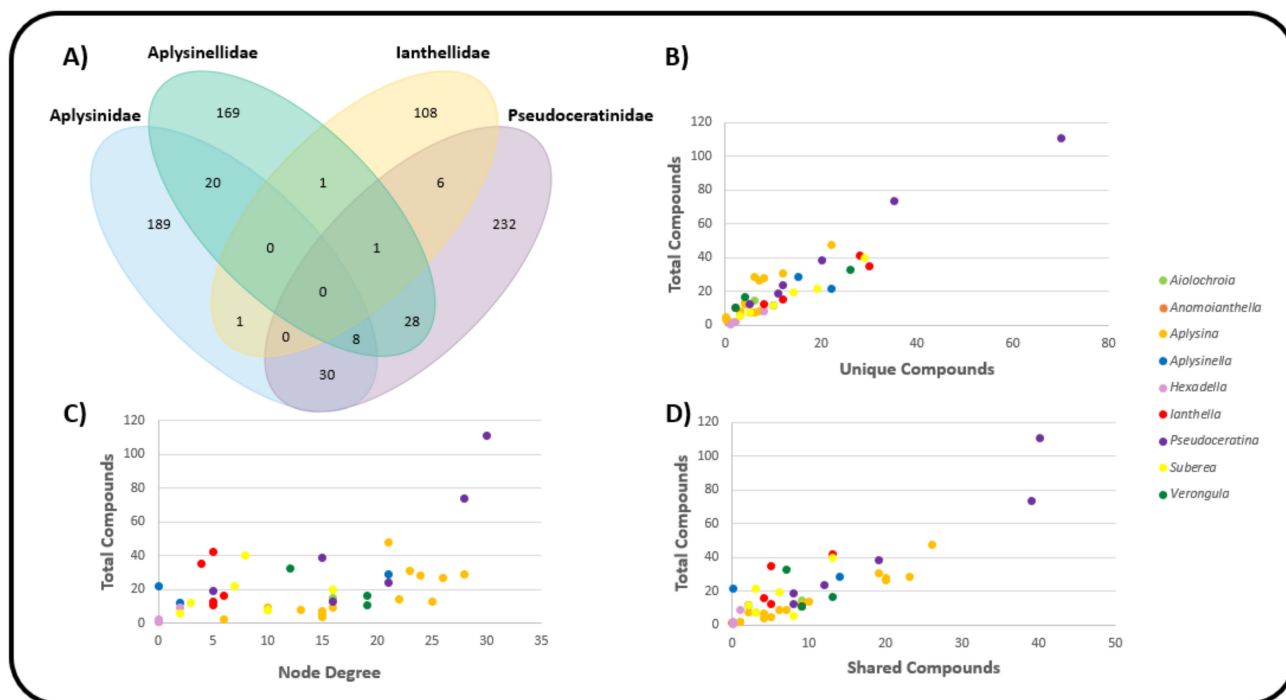 A)
Aplysinellidae
Ianthellidae
Aplysinidae
Pseudoceratinidae
169
108
20
1
6
189
232
0
1
0
1
0
8
28
30
B)
Total Compounds
120
100
80
60
40
20
0
0 20 40 60 80
Unique Compounds
C)
Total Compounds
120
100
80
60
40
20
0
0 5 10 15 20 25 30 35
Node Degree
D)
Total Compounds
120
100
80
60
40
20
0
0 10 20 30 40 50
Shared Compounds
Aiolochroia
Anomoianthella
Aplysina
Aplysinella
Hexadella
Ianthella
Pseudoceratina
Suberea
Verongula